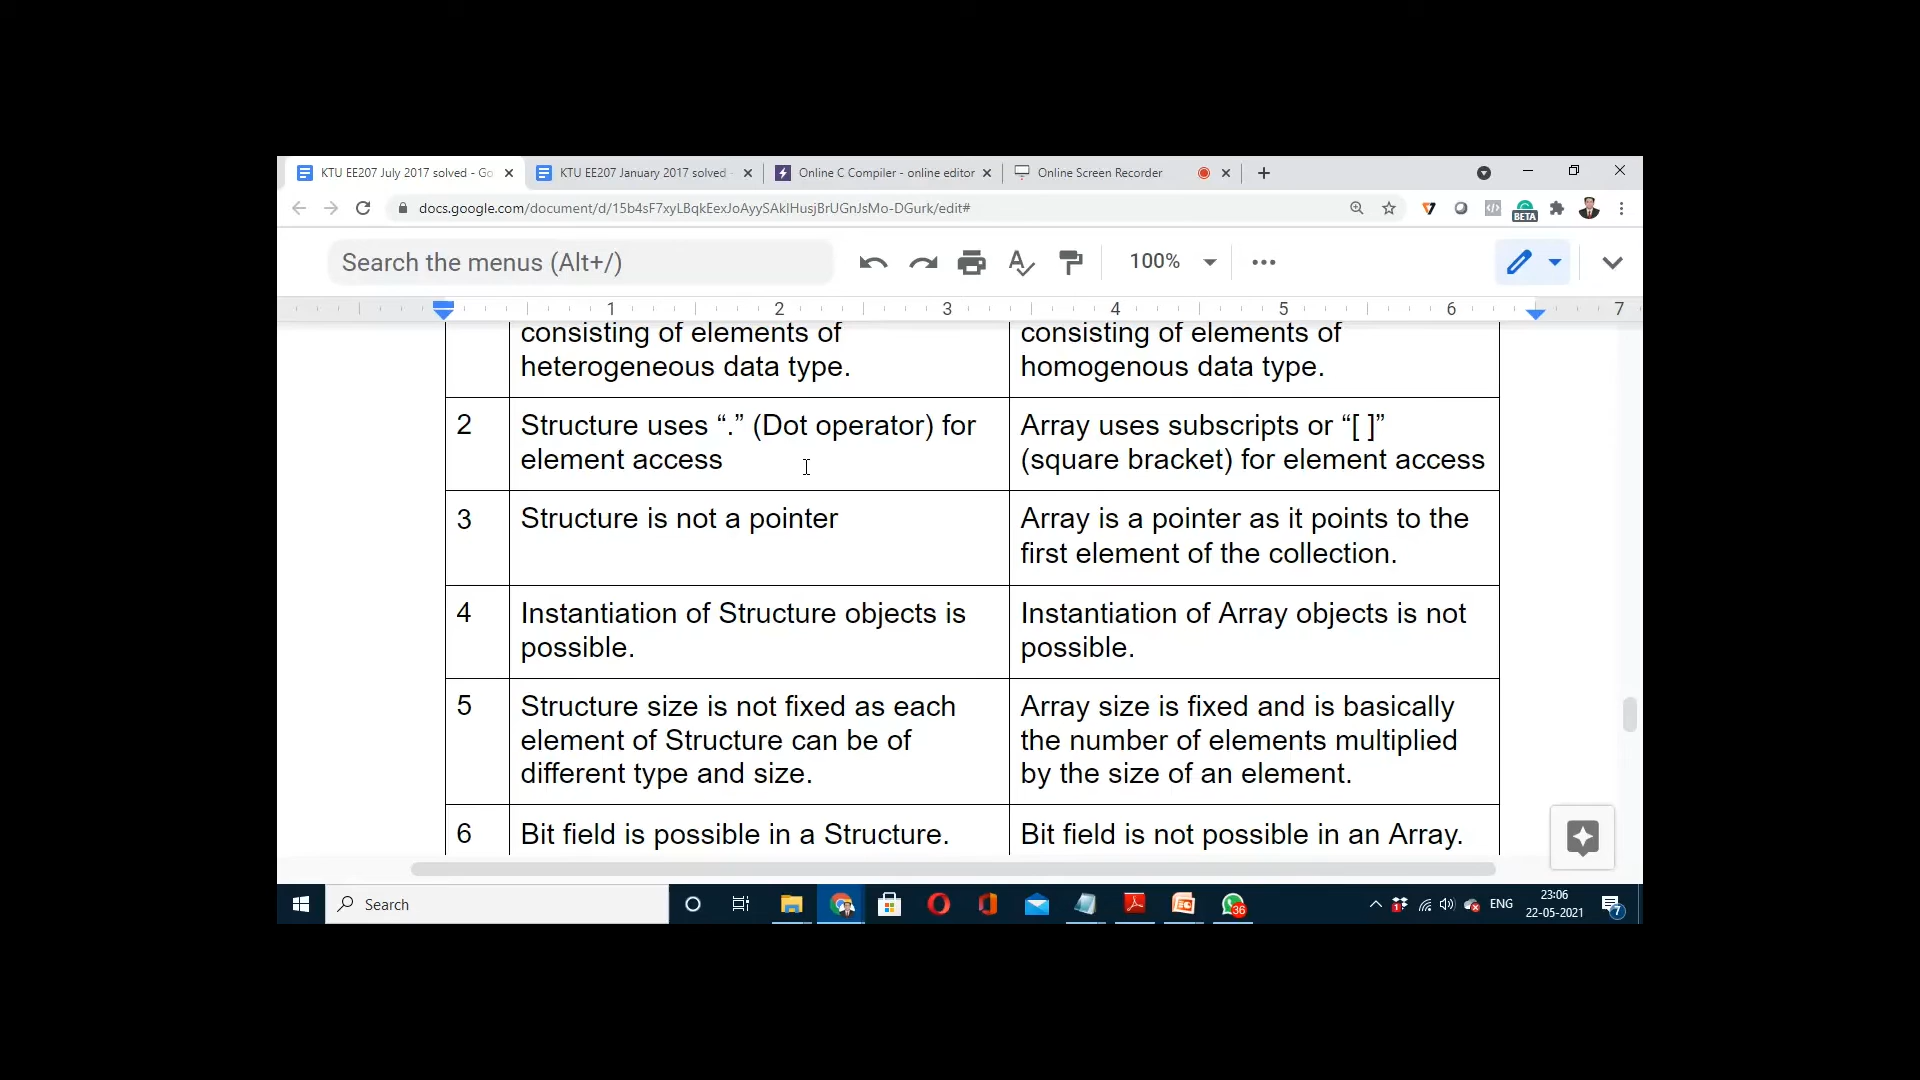 KTU EE207 July 2017 solved - Go
KTU EE207 January 2017 solved -
Online C Compiler - online editor
Online Screen Recorder
docs.google.com/document/d/15b4sF7xyLBqkEexJoAyySAkIHusjBrUGnJsMo-DGurk/edit#
BETA
Search the menus (Alt+/)
100%
1 2 3 4 5 6 7
consisting of elements of
heterogeneous data type.
consisting of elements of
homogenous data type.
2
Structure uses “.” (Dot operator) for
element access
Array uses subscripts or “[ ]”
(square bracket) for element access
3
Structure is not a pointer
Array is a pointer as it points to the
first element of the collection.
4
Instantiation of Structure objects is
possible.
Instantiation of Array objects is not
possible.
5
Structure size is not fixed as each
element of Structure can be of
different type and size.
Array size is fixed and is basically
the number of elements multiplied
by the size of an element.
6
Bit field is possible in a Structure.
Bit field is not possible in an Array.
Search
36
ENG
23:06
22-05-2021
7